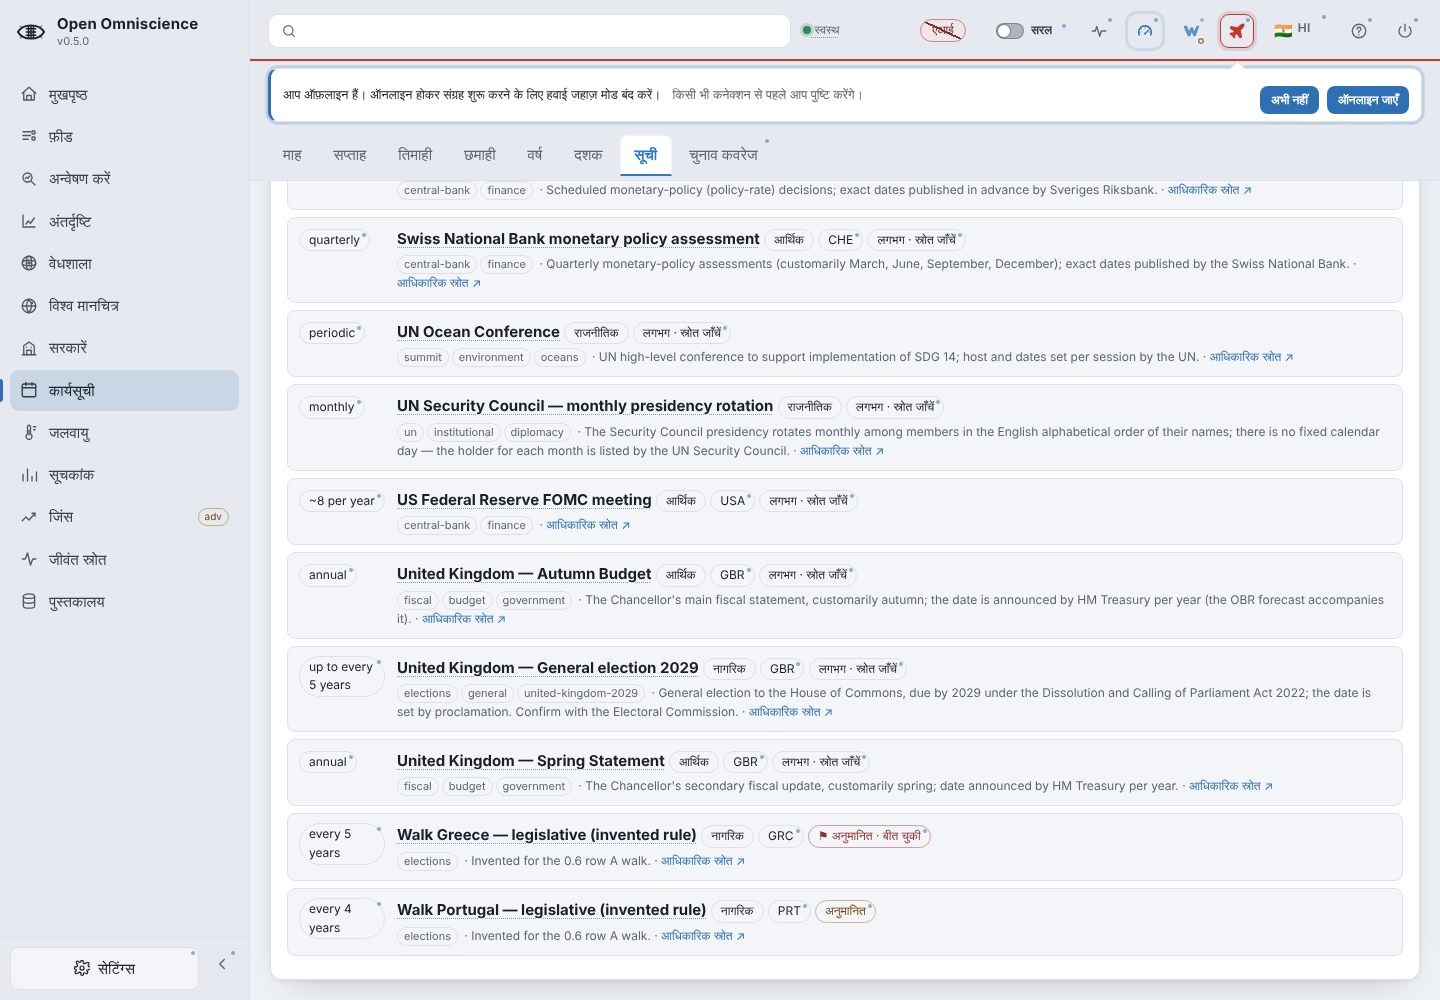 Open Omniscience
v0.5.0
स्वस्थ
एआई
सरल
HI
आप ऑफ़लाइन हैं। ऑनलाइन होकर संग्रह शुरू करने के लिए हवाई जहाज़ मोड बंद करें। किसी भी कनेक्शन से पहले आप पुष्टि करेंगे।
अभी नहीं
ऑनलाइन जाएँ
मुखपृष्ठ
फ़ीड
अन्वेषण करें
अंतर्दृष्टि
वेधशाला
विश्व मानचित्र
सरकारें
कार्यसूची
जलवायु
सूचकांक
जिंस adv
जीवंत स्रोत
पुस्तकालय
सेटिंग्स
माह सप्ताह तिमाही छमाही वर्ष दशक सूची चुनाव कवरेज
central-bank finance · Scheduled monetary-policy (policy-rate) decisions; exact dates published in advance by Sveriges Riksbank. · आधिकारिक स्रोत ↗
quarterly Swiss National Bank monetary policy assessment आर्थिक CHE लगभग · स्रोत जाँचें
central-bank finance · Quarterly monetary-policy assessments (customarily March, June, September, December); exact dates published by the Swiss National Bank. ·
आधिकारिक स्रोत ↗
periodic UN Ocean Conference राजनीतिक लगभग · स्रोत जाँचें
summit environment oceans · UN high-level conference to support implementation of SDG 14; host and dates set per session by the UN. · आधिकारिक स्रोत ↗
monthly UN Security Council — monthly presidency rotation राजनीतिक लगभग · स्रोत जाँचें
un institutional diplomacy · The Security Council presidency rotates monthly among members in the English alphabetical order of their names; there is no fixed calendar
day — the holder for each month is listed by the UN Security Council. · आधिकारिक स्रोत ↗
~8 per year US Federal Reserve FOMC meeting आर्थिक USA लगभग · स्रोत जाँचें
central-bank finance · आधिकारिक स्रोत ↗
annual United Kingdom — Autumn Budget आर्थिक GBR लगभग · स्रोत जाँचें
fiscal budget government · The Chancellor's main fiscal statement, customarily autumn; the date is announced by HM Treasury per year (the OBR forecast accompanies
it). · आधिकारिक स्रोत ↗
up to every 5 years United Kingdom — General election 2029 नागरिक GBR लगभग · स्रोत जाँचें
elections general united-kingdom-2029 · General election to the House of Commons, due by 2029 under the Dissolution and Calling of Parliament Act 2022; the date is
set by proclamation. Confirm with the Electoral Commission. · आधिकारिक स्रोत ↗
annual United Kingdom — Spring Statement आर्थिक GBR लगभग · स्रोत जाँचें
fiscal budget government · The Chancellor's secondary fiscal update, customarily spring; date announced by HM Treasury per year. · आधिकारिक स्रोत ↗
every 5 years Walk Greece — legislative (invented rule) नागरिक GRC ⚑ अनुमानित · बीत चुकी
elections · Invented for the 0.6 row A walk. · आधिकारिक स्रोत ↗
every 4 years Walk Portugal — legislative (invented rule) नागरिक PRT अनुमानित
elections · Invented for the 0.6 row A walk. · आधिकारिक स्रोत ↗